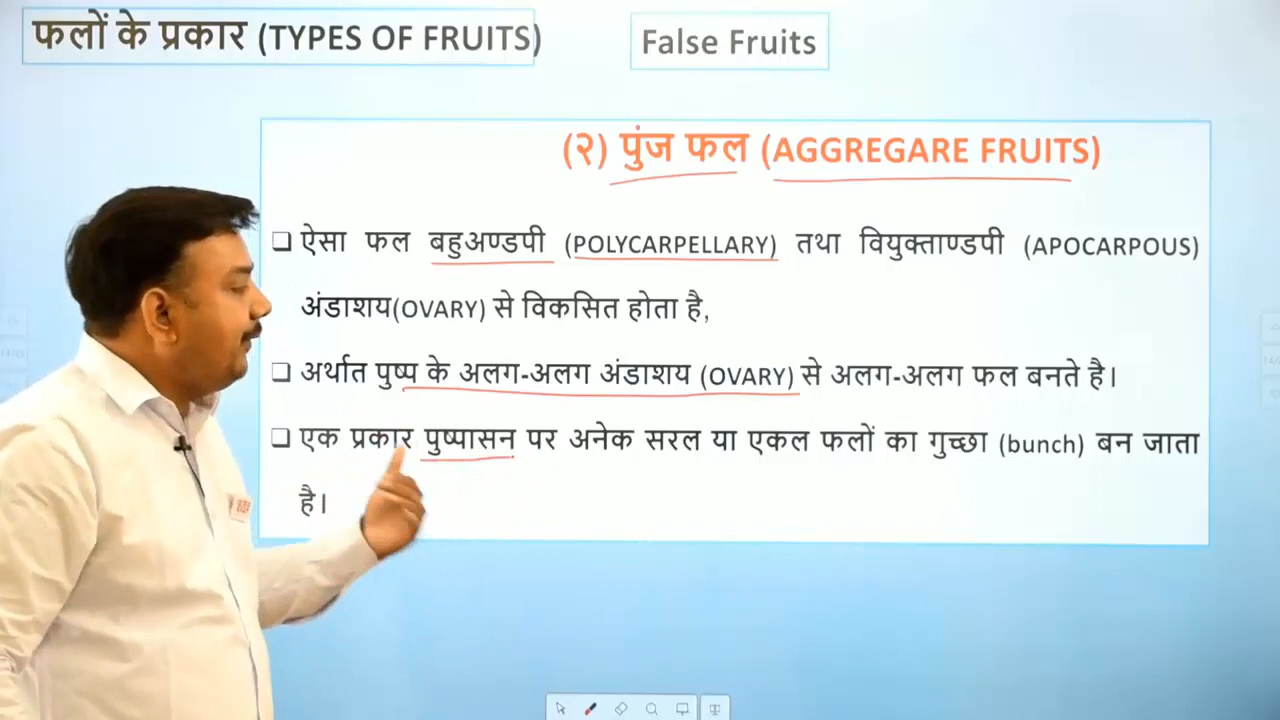 फलों के प्रकार (TYPES OF FRUITS)
False Fruits
(२) पुंज फल (AGGREGARE FRUITS)
ऐसा फल बहुअण्डपी (POLYCARPELLARY) तथा वियुक्ताण्डपी (APOCARPOUS)
अंडाशय(OVARY) से विकसित होता है,
अर्थात पुष्प के अलग-अलग अंडाशय (OVARY) से अलग-अलग फल बनते है।
एक प्रकार पुष्पासन पर अनेक सरल या एकल फलों का गुच्छा (bunch) बन जाता
है।